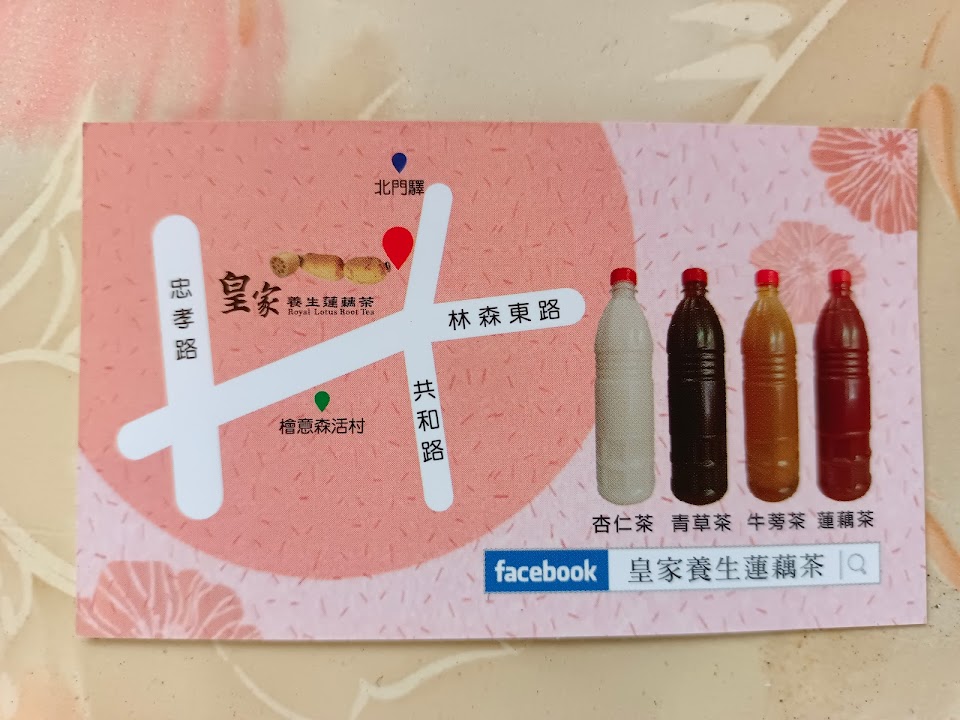 北門驛
忠孝路
皇家 養生蓮藕茶
Royal Lotus Root Tea
林森東路
共和路
檜意森活村
杏仁茶 青草茶 牛蒡茶 蓮藕茶
facebook 皇家養生蓮藕茶